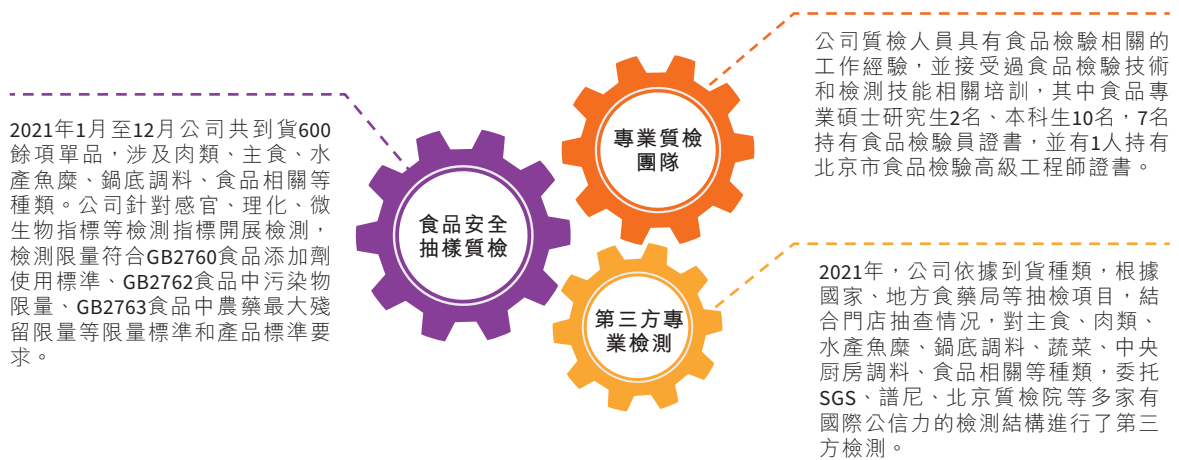 公司質檢人員具有食品檢驗相關的
工作經驗，並接受過食品檢驗技術
和檢測技能相關培訓，其中食品專
業碩士研究生2名、本科生10名，7名
持有食品檢驗員證書，並有1人持有
北京市食品檢驗高級工程師證書。
專業質檢
團隊
2021年1月至12月公司共到貨600
餘項單品，涉及肉類、主食、水
產魚糜、鍋底調料、食品相關等
種類。公司針對感官、理化、微
生物指標等檢測指標開展檢測，
檢測限量符合GB2760食品添加劑
使用標準、GB2762食品中污染物
限量、GB2763食品中農藥最大殘
留限量等限量標準和產品標準要
求。
食品安全
抽樣質檢
第三方專
業檢測
2021年，公司依據到貨種類，根據
國家、地方食藥局等抽檢項目，結
合門店抽查情況，對主食、肉類、
水產魚糜、鍋底調料、蔬菜、中央
厨房調料、食品相關等種類，委托
SGS、譜尼、北京質檢院等多家有
國際公信力的檢測結構進行了第三
方檢測。